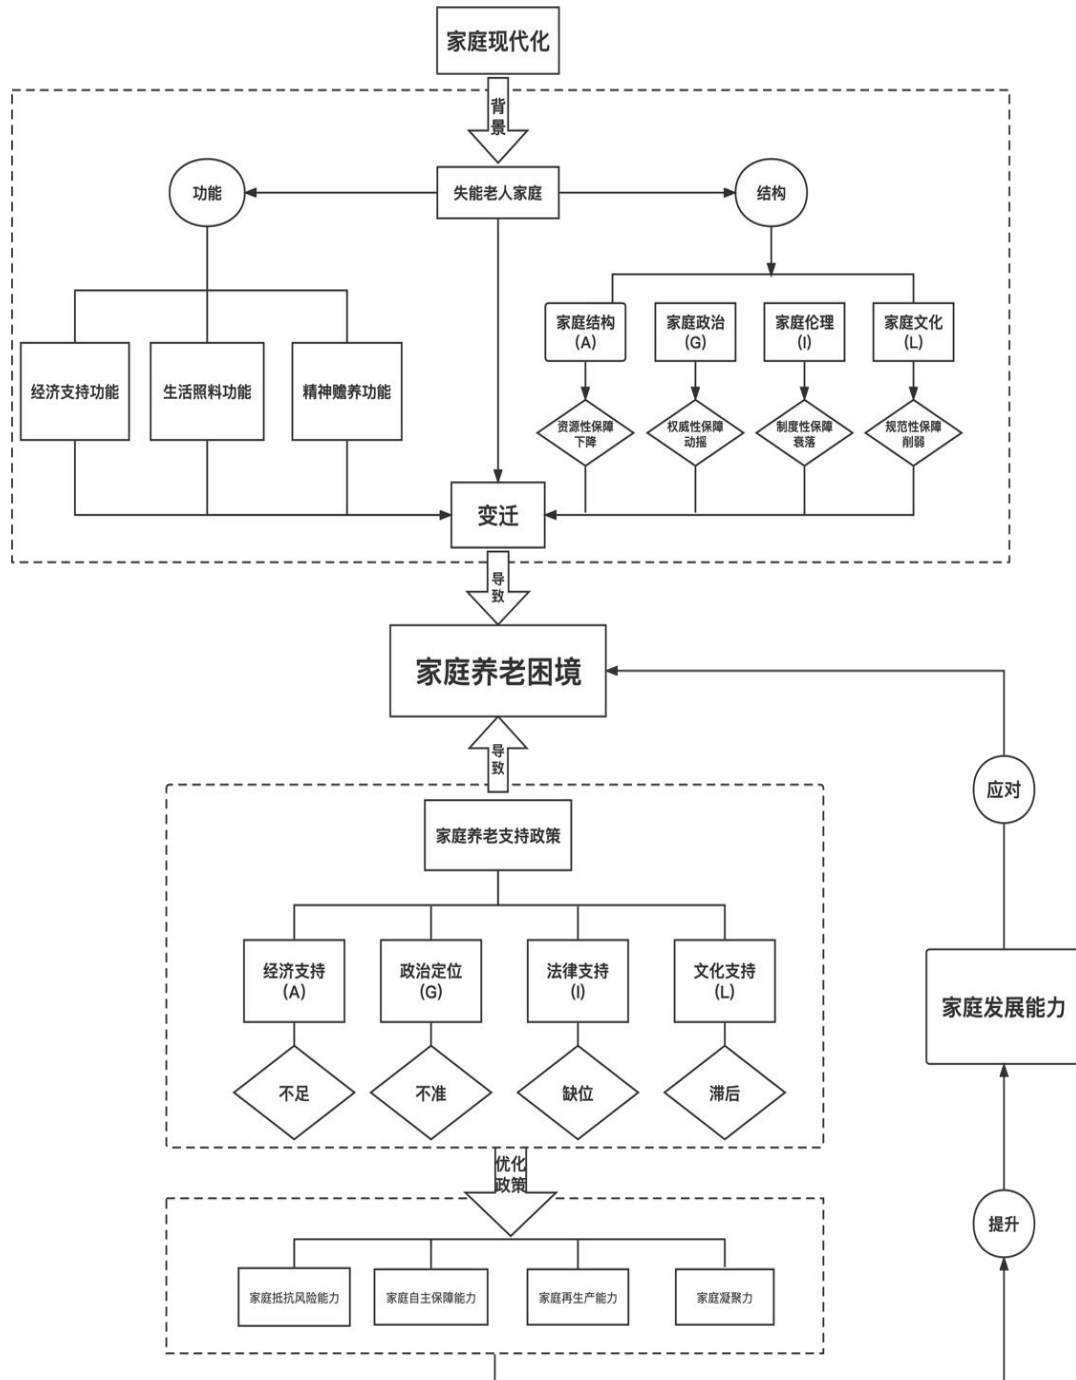 家庭现代化
背
景
功能
失能老人家庭
结构
家庭结构
(A)
家庭政治
(G)
家庭伦理
(I)
家庭文化
(L)
经济支持功能
生活照料功能
精神赡养功能
资源性保障
下降
权威性保障
动摇
制度性保障
衰落
规范性保障
削弱
变迁
导
致
家庭养老困境
导
致
应对
家庭养老支持政策
经济支持
(A)
政治定位
(G)
法律支持
(I)
文化支持
(L)
家庭发展能力
不足
不准
缺位
滞后
优化
政策
提升
家庭抵抗风险能力
家庭自主保障能力
家庭再生产能力
家庭凝聚力